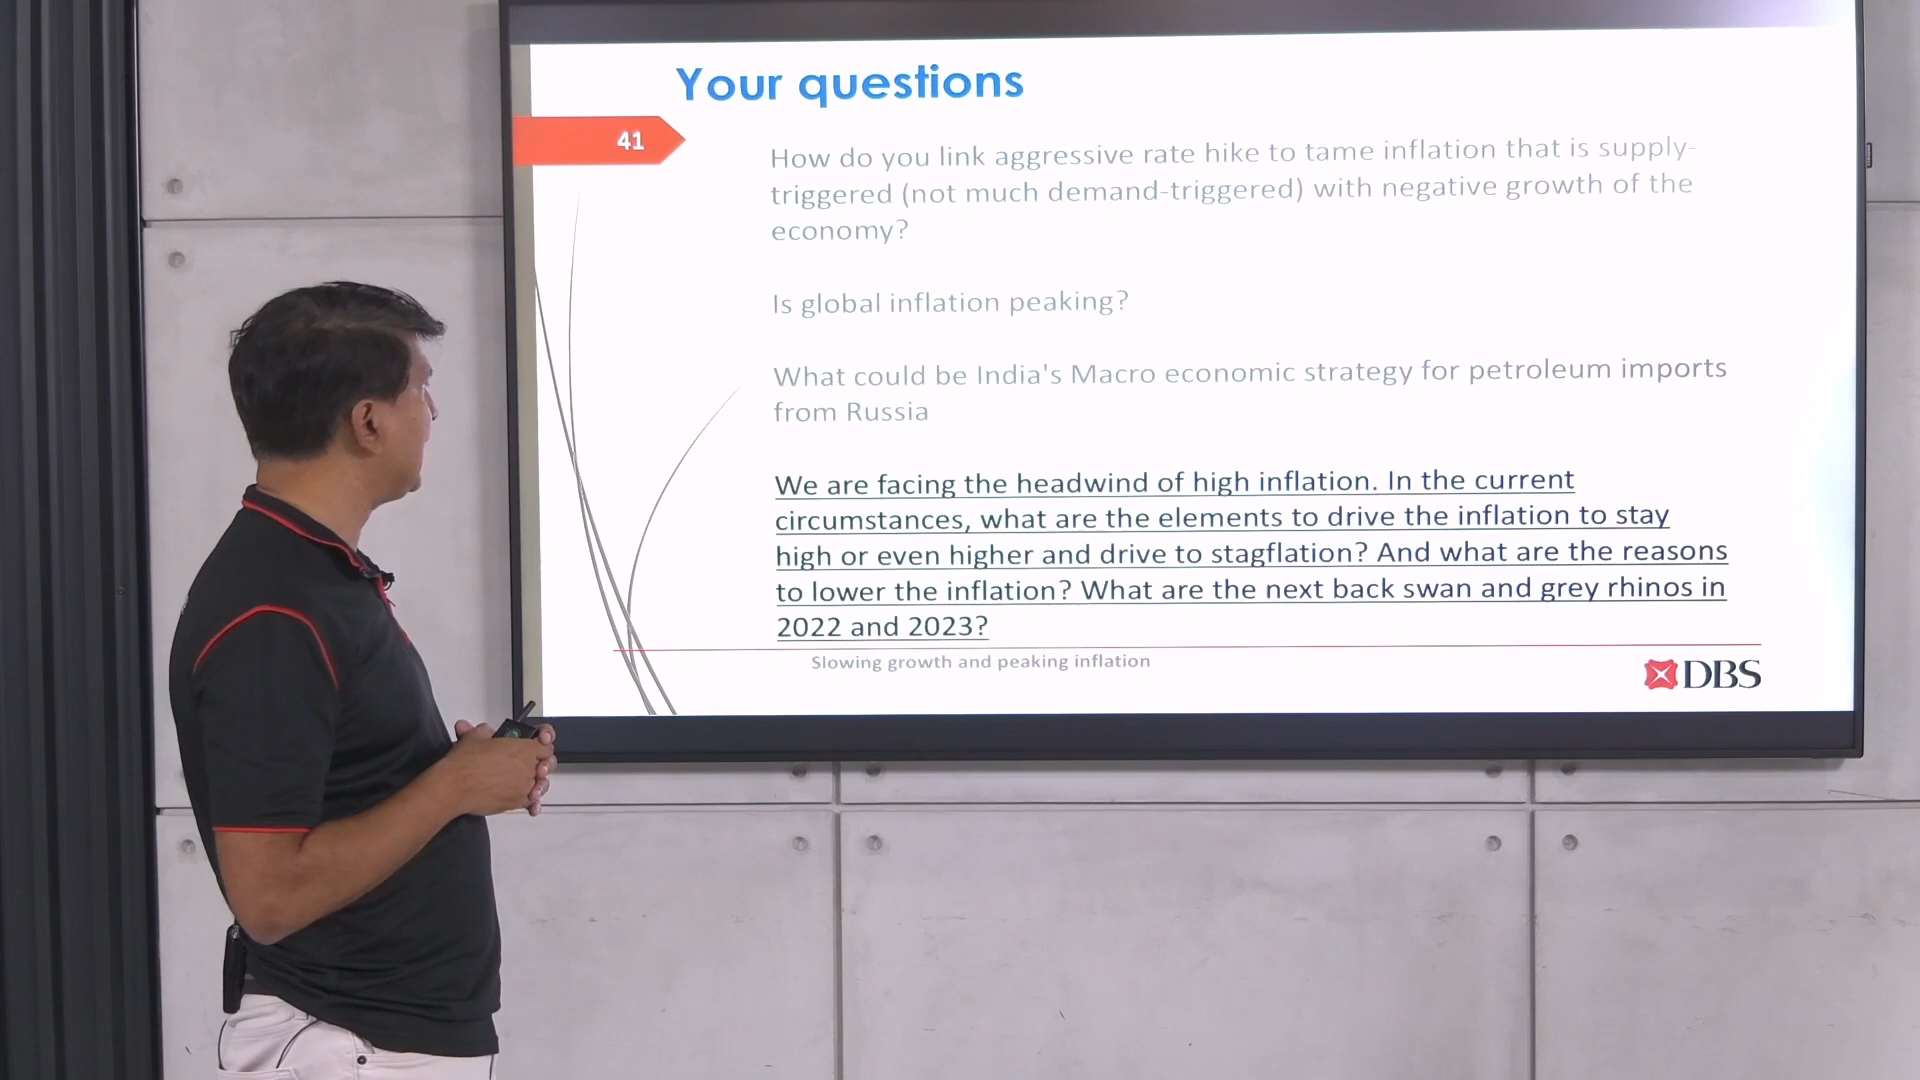 Your questions
41
How do you link aggressive rate hike to tame inflation that is supply-
triggered (not much demand-triggered) with negative growth of the
economy?
Is global inflation peaking?
What could be India's Macro economic strategy for petroleum imports
from Russia
We are facing the headwind of high inflation. In the current
circumstances, what are the elements to drive the inflation to stay
high or even higher and drive to stagflation? And what are the reasons
to lower the inflation? What are the next back swan and grey rhinos in
2022 and 2023?
Slowing growth and peaking inflation
DBS